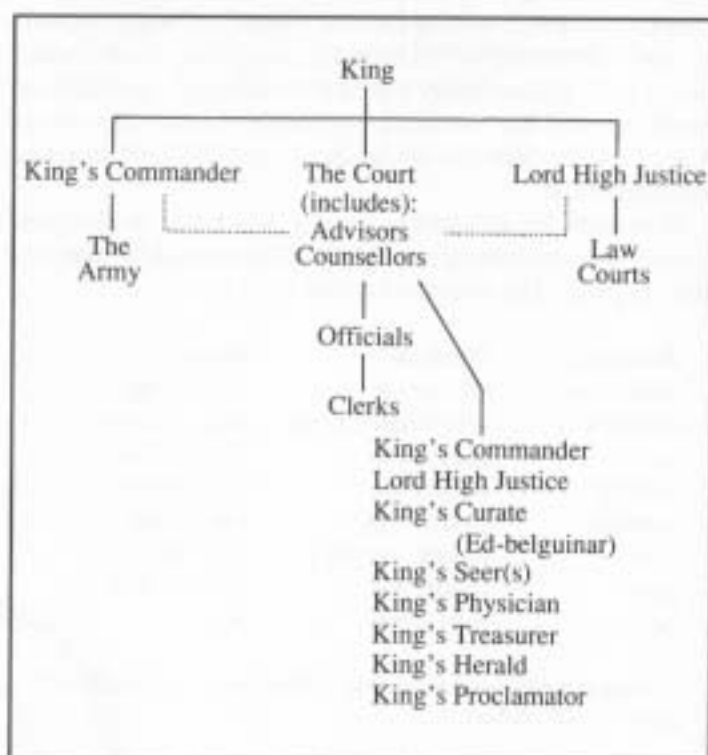 King
King's Commander
The Court
(includes):
Advisors
Counsellors
Lord High Justice
The
Army
Law
Courts
Officials
Clerks
King's Commander
Lord High Justice
King's Curate
(Ed-belguinar)
King's Seer(s)
King's Physician
King's Treasurer
King's Herald
King's Proclamator